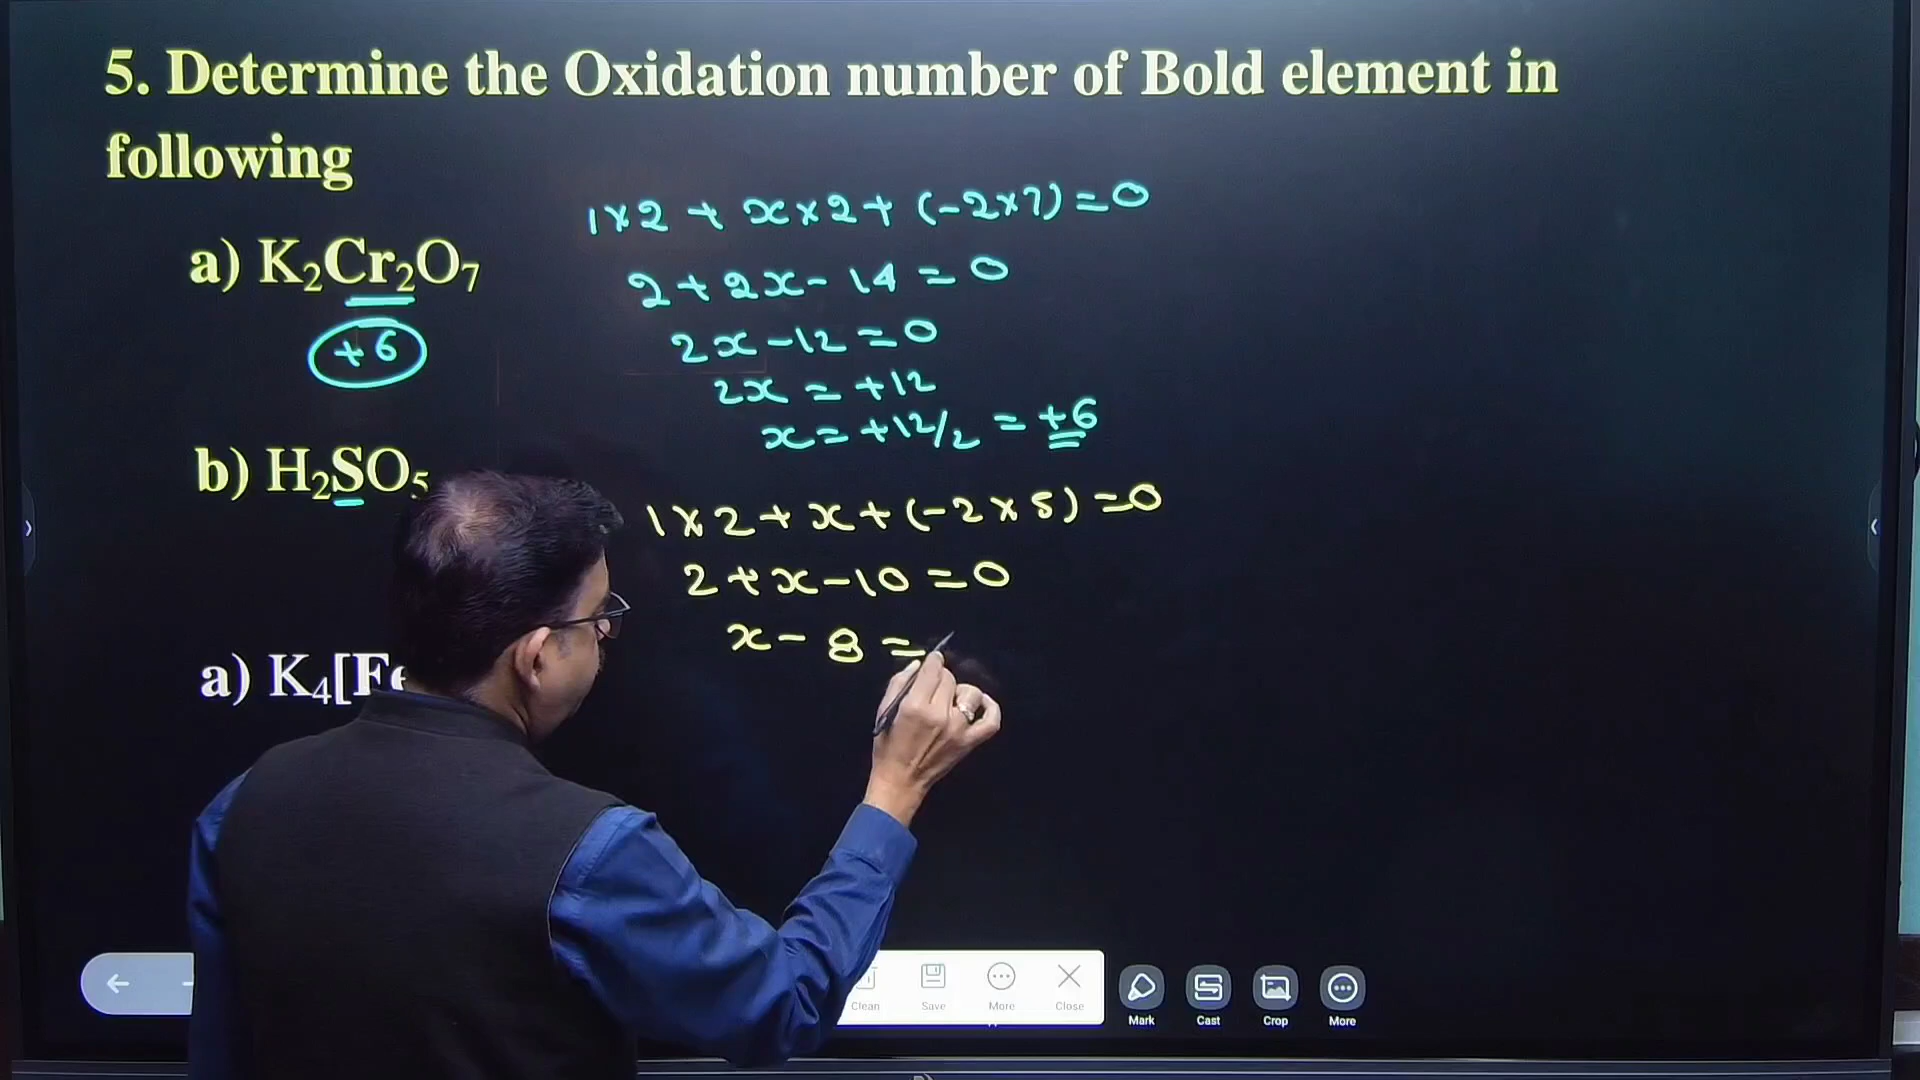 5. Determine the Oxidation number of Bold element in
following
1×2 + x×2 + (-2×7) = 0
a) K₂Cr₂O₇
2 + 2x - 14 = 0
+6
2x - 12 = 0
2x = +12
x = +12/2 = +6
b) H₂SO₅
1×2 + x + (-2×5) = 0
2 + x - 10 = 0
x - 8 =
a) K₄[Fe
Clean
Save
More
Close
Mark
Cast
Crop
More